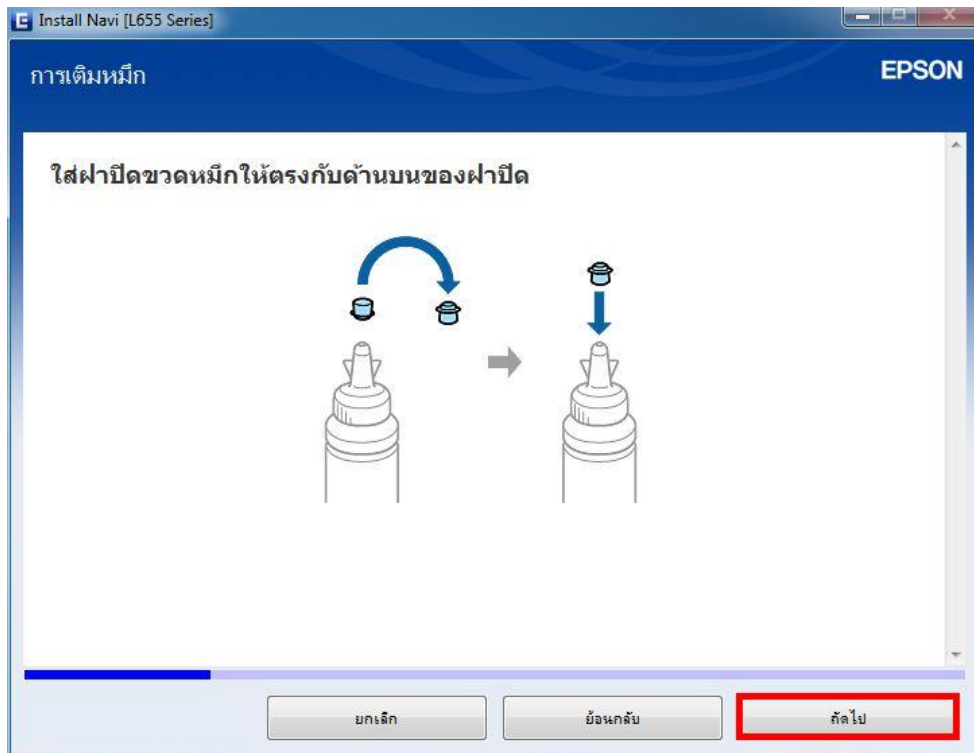 Install Navi [L655 Series]
การเติมหมึก
EPSON
ใส่ฝาปิดขวดหมึกให้ตรงกับด้านบนของฝาปิด
ยกเลิก
ย้อนกลับ
ถัดไป